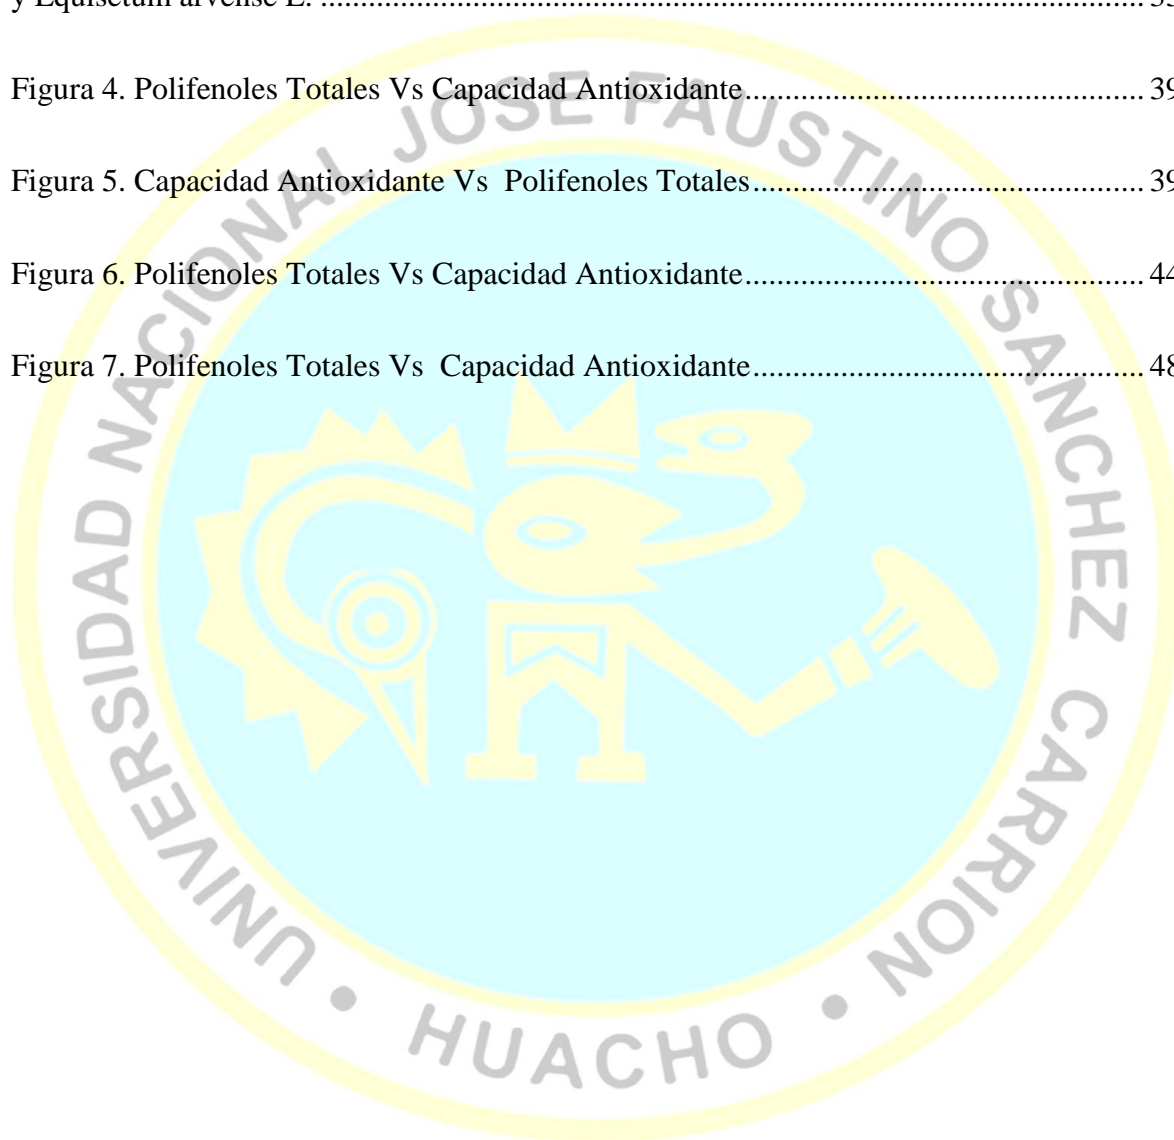 y Equisetum arvense L. ........................................................................................................ 35
Figura 4. Polifenoles Totales Vs Capacidad Antioxidante.................................................. 39
Figura 5. Capacidad Antioxidante Vs  Polifenoles Totales................................................. 39
Figura 6. Polifenoles Totales Vs Capacidad Antioxidante.................................................. 44
Figura 7. Polifenoles Totales Vs  Capacidad Antioxidante................................................. 48
UNIVERSIDAD NACIONAL JOSE FAUSTINO SANCHEZ CARRION • HUACHO •